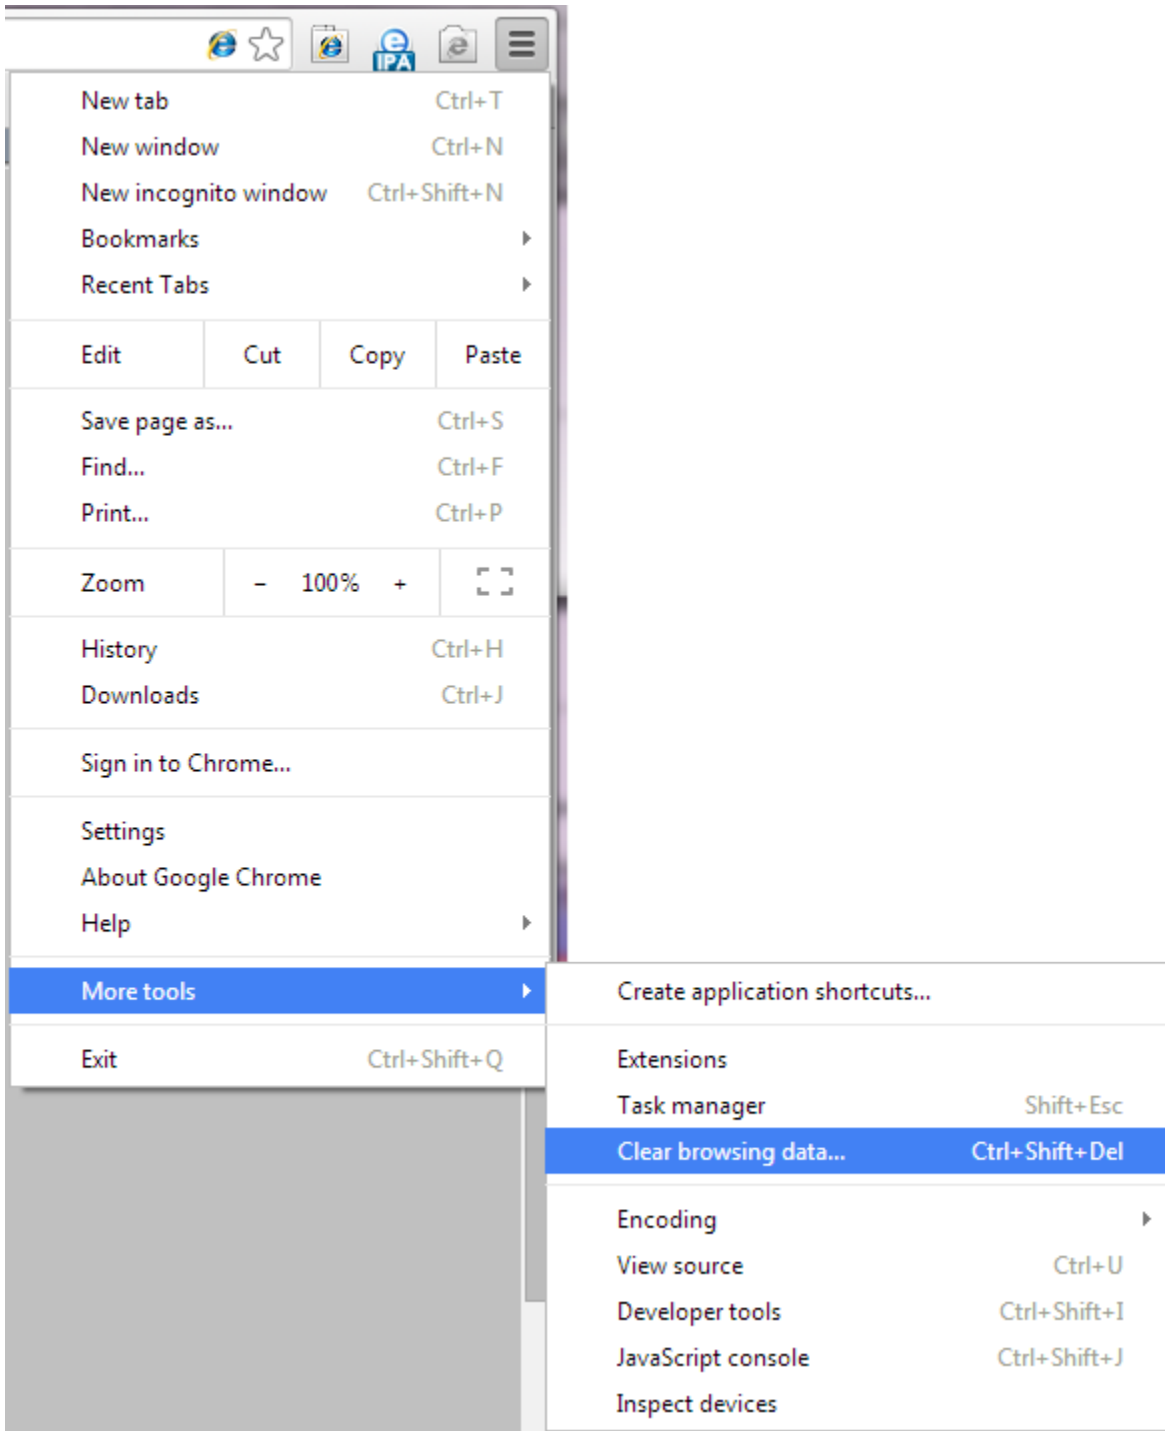 IPA
New tab Ctrl+T
New window Ctrl+N
New incognito window Ctrl+Shift+N
Bookmarks
Recent Tabs
Edit Cut Copy Paste
Save page as... Ctrl+S
Find... Ctrl+F
Print... Ctrl+P
Zoom − 100% +
History Ctrl+H
Downloads Ctrl+J
Sign in to Chrome...
Settings
About Google Chrome
Help
More tools
Exit Ctrl+Shift+Q
Create application shortcuts...
Extensions
Task manager Shift+Esc
Clear browsing data... Ctrl+Shift+Del
Encoding
View source Ctrl+U
Developer tools Ctrl+Shift+I
JavaScript console Ctrl+Shift+J
Inspect devices